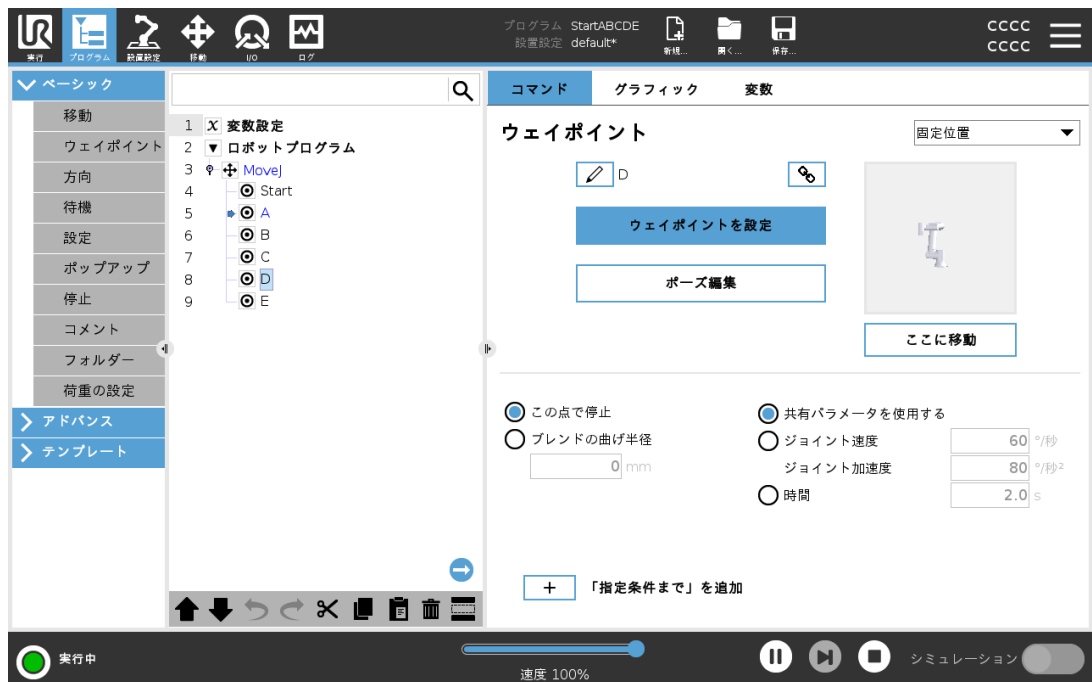 UR
実行
プログラム
設置設定
移動
I/O
ログ
プログラム StartABCDE
設置設定 default*
新規...
開く...
保存...
CCCC
CCCC
ベーシック
移動
ウェイポイント
方向
待機
設定
ポップアップ
停止
コメント
フォルダー
荷重の設定
アドバンス
テンプレート
1 x 変数設定
2 ロボットプログラム
3 MoveJ
4 Start
5 A
6 B
7 C
8 D
9 E
コマンド グラフィック 変数
ウェイポイント
固定位置
D
ウェイポイントを設定
ポーズ編集
ここに移動
この点で停止
ブレンドの曲げ半径
0 mm
共有パラメータを使用する
ジョイント速度 60 °/秒
ジョイント加速度 80 °/秒²
時間 2.0 s
+ 「指定条件まで」を追加
実行中
速度 100%
シミュレーション